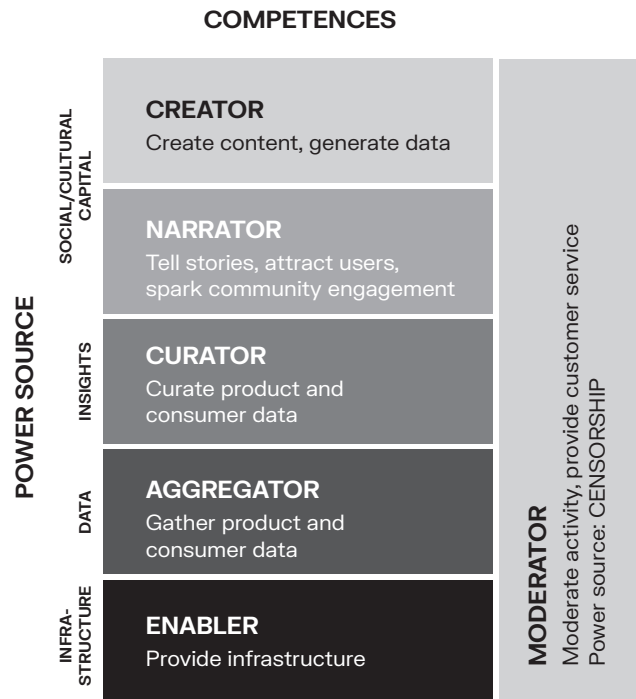 COMPETENCES
POWER SOURCE
SOCIAL/CULTURAL
CAPITAL
CREATOR
Create content, generate data
NARRATOR
Tell stories, attract users,
spark community engagement
INSIGHTS
CURATOR
Curate product and
consumer data
DATA
AGGREGATOR
Gather product and
consumer data
INFRA-
STRUCTURE
ENABLER
Provide infrastructure
MODERATOR
Moderate activity, provide customer service
Power source: CENSORSHIP